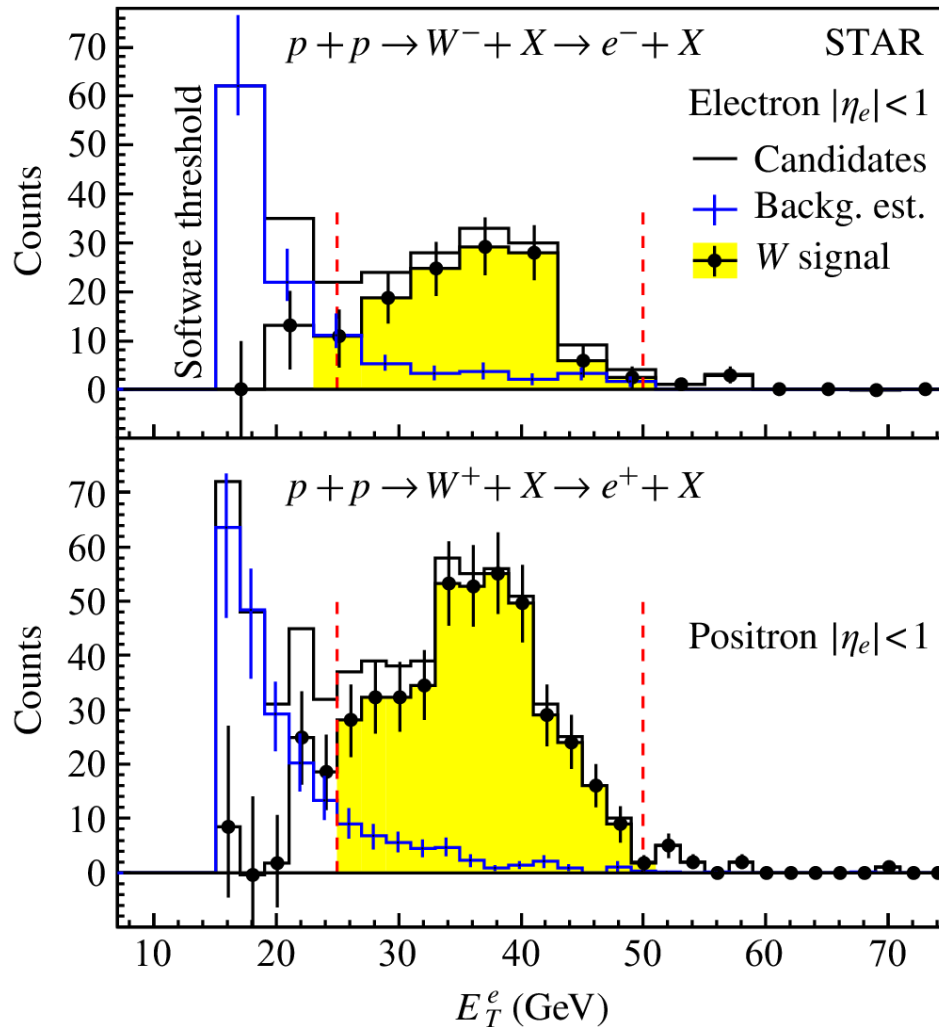 p + p → W⁻ + X → e⁻ + X
STAR
Electron |ηₑ| < 1
Candidates
Backg. est.
W signal
Software threshold
Counts
70
60
50
40
30
20
10
0
p + p → W⁺ + X → e⁺ + X
Positron |ηₑ| < 1
Counts
70
60
50
40
30
20
10
0
10 20 30 40 50 60 70
E_T^e (GeV)